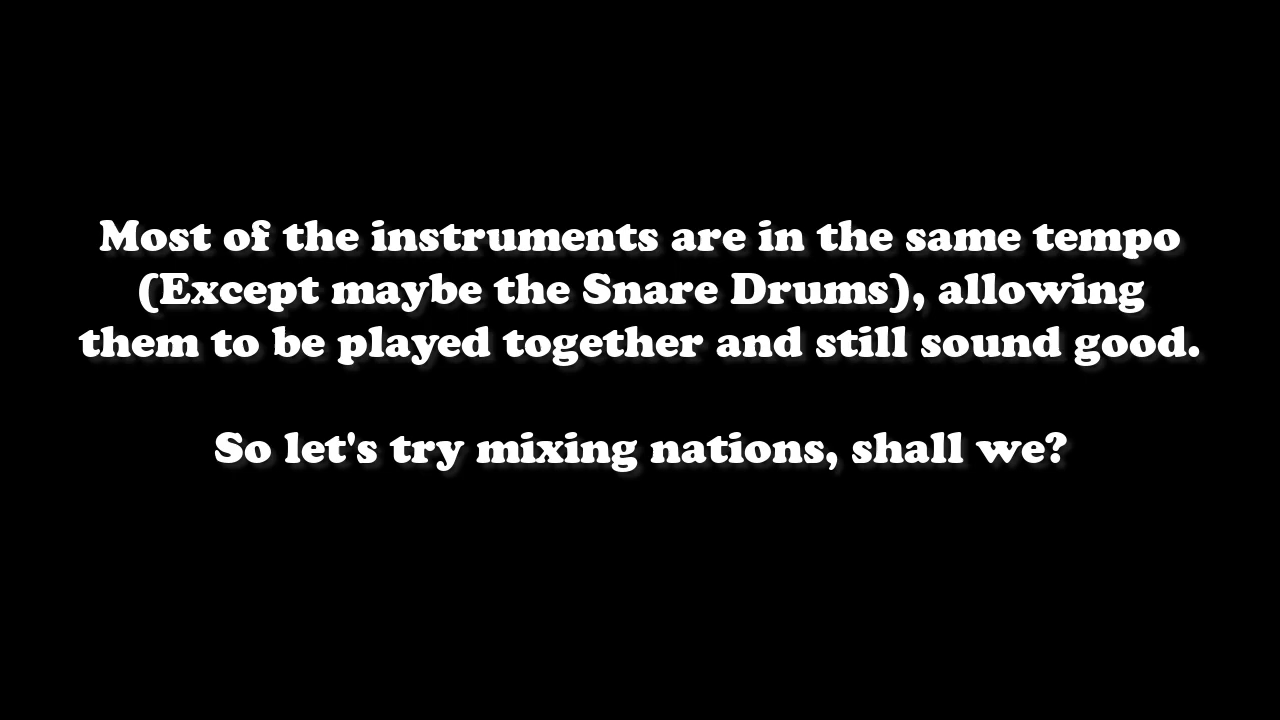 Most of the instruments are in the same tempo
(Except maybe the Snare Drums), allowing
them to be played together and still sound good.
So let's try mixing nations, shall we?